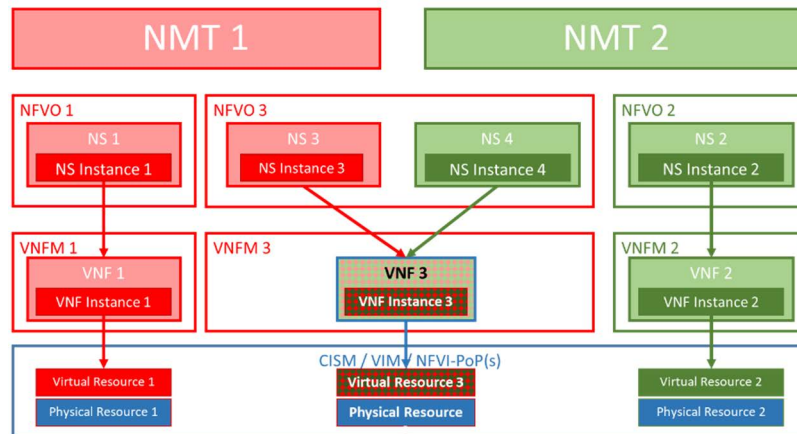 NMT 1
NMT 2
NFVO 1
NS 1
NS Instance 1
NFVO 3
NS 3
NS Instance 3
NS 4
NS Instance 4
NFVO 2
NS 2
NS Instance 2
VNFM 1
VNF 1
VNF Instance 1
VNFM 3
VNF 3
VNF Instance 3
VNFM 2
VNF 2
VNF Instance 2
CISM / VIM / NFVI-PoP(s)
Virtual Resource 1
Physical Resource 1
Virtual Resource 3
Physical Resource
Virtual Resource 2
Physical Resource 2